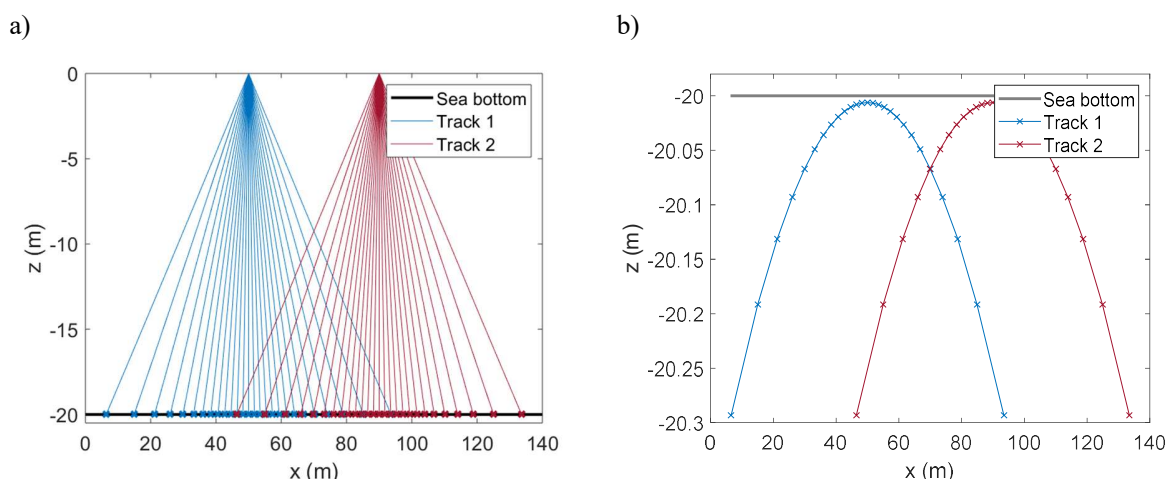 a)
b)
0
-5
-10
-15
-20
z (m)
0 20 40 60 80 100 120 140
x (m)
Sea bottom
Track 1
Track 2
-20
-20.05
-20.1
-20.15
-20.2
-20.25
-20.3
z (m)
0 20 40 60 80 100 120 140
x (m)
Sea bottom
Track 1
Track 2